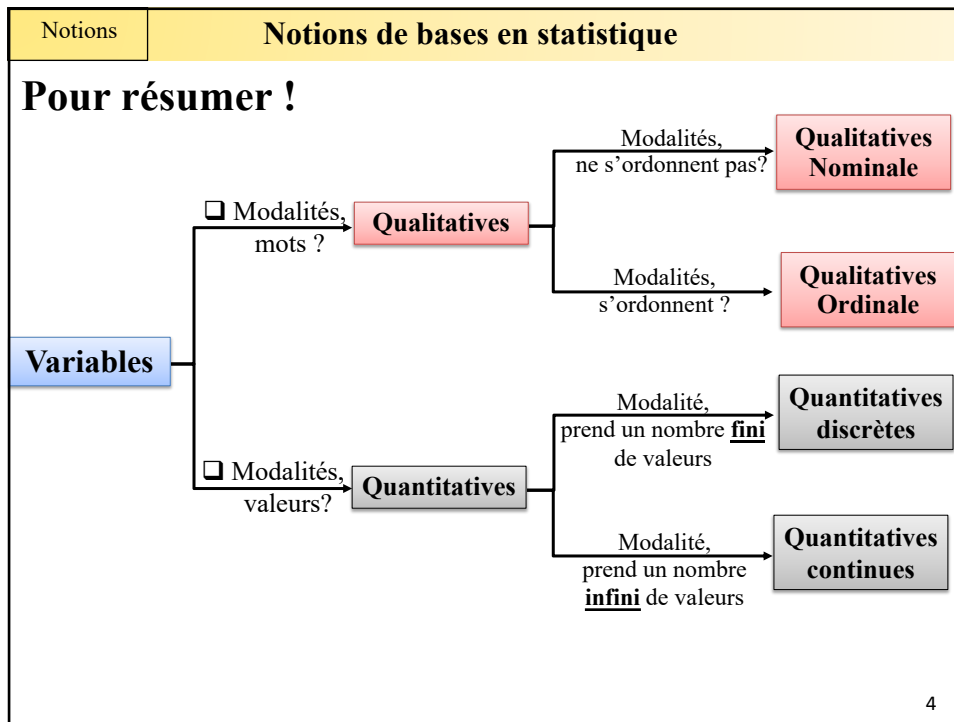 Notions
Notions de bases en statistique
Pour résumer !
Modalités,
ne s'ordonnent pas?
Qualitatives
Nominale
❑ Modalités,
mots ?
Qualitatives
Modalités,
s'ordonnent ?
Qualitatives
Ordinale
Variables
Modalité,
prend un nombre fini
de valeurs
Quantitatives
discrètes
❑ Modalités,
valeurs?
Quantitatives
Modalité,
prend un nombre
infini de valeurs
Quantitatives
continues
4